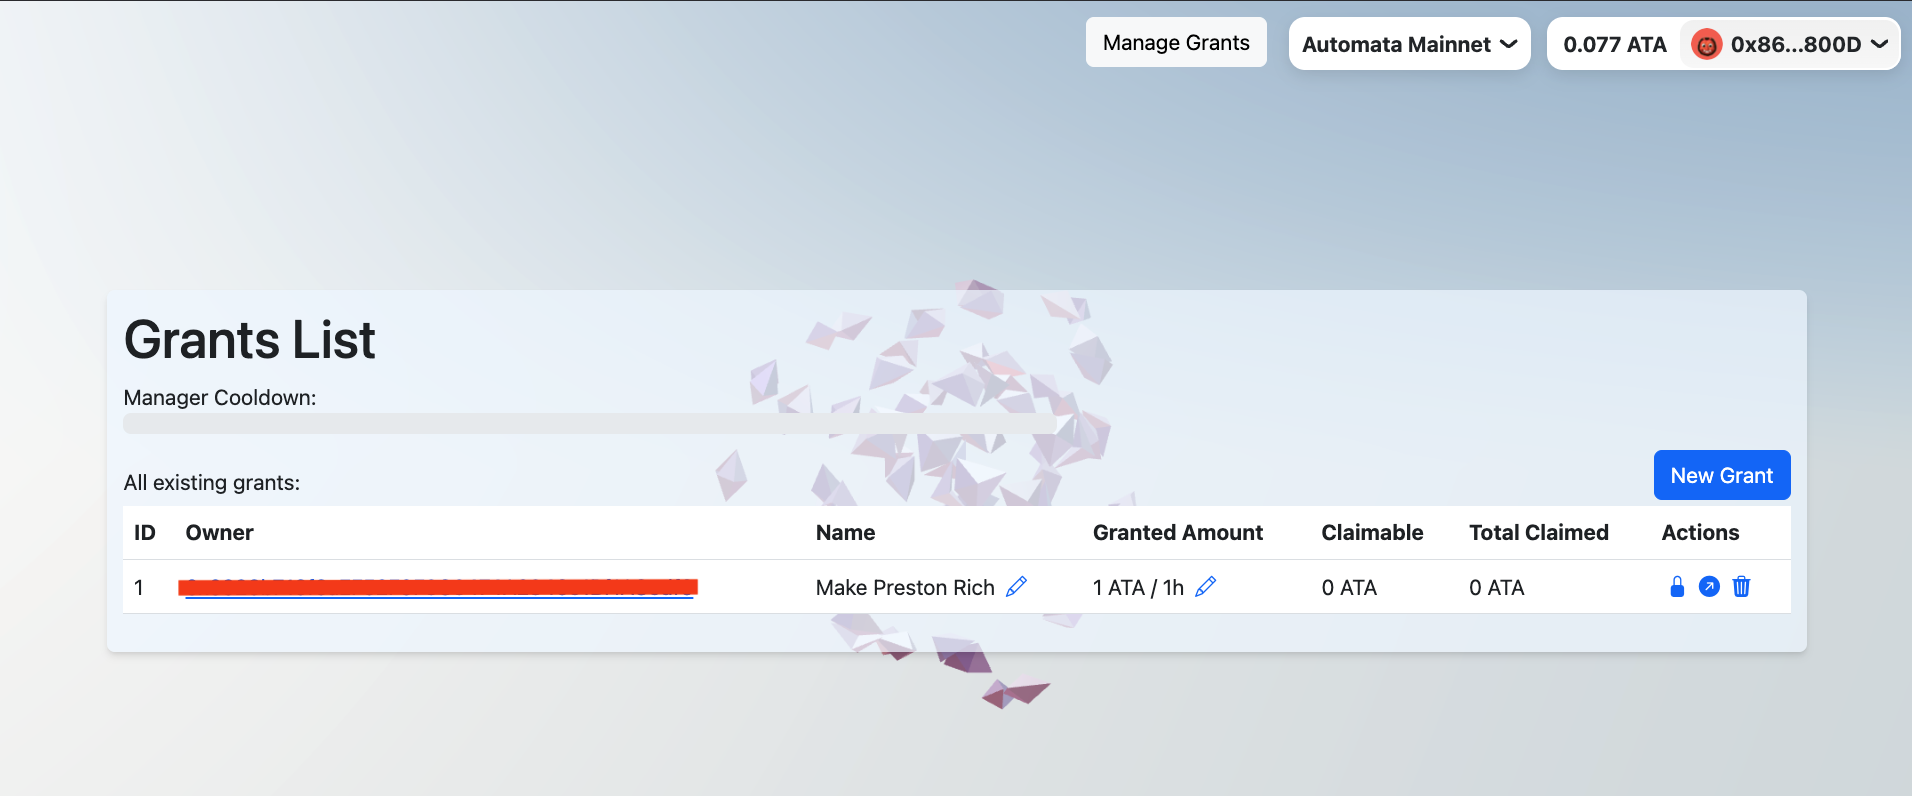 Manage Grants
Automata Mainnet
0.077 ATA
0x86...800D
Grants List
Manager Cooldown:
All existing grants:
New Grant
ID Owner Name Granted Amount Claimable Total Claimed Actions
1 Make Preston Rich 1 ATA / 1h 0 ATA 0 ATA